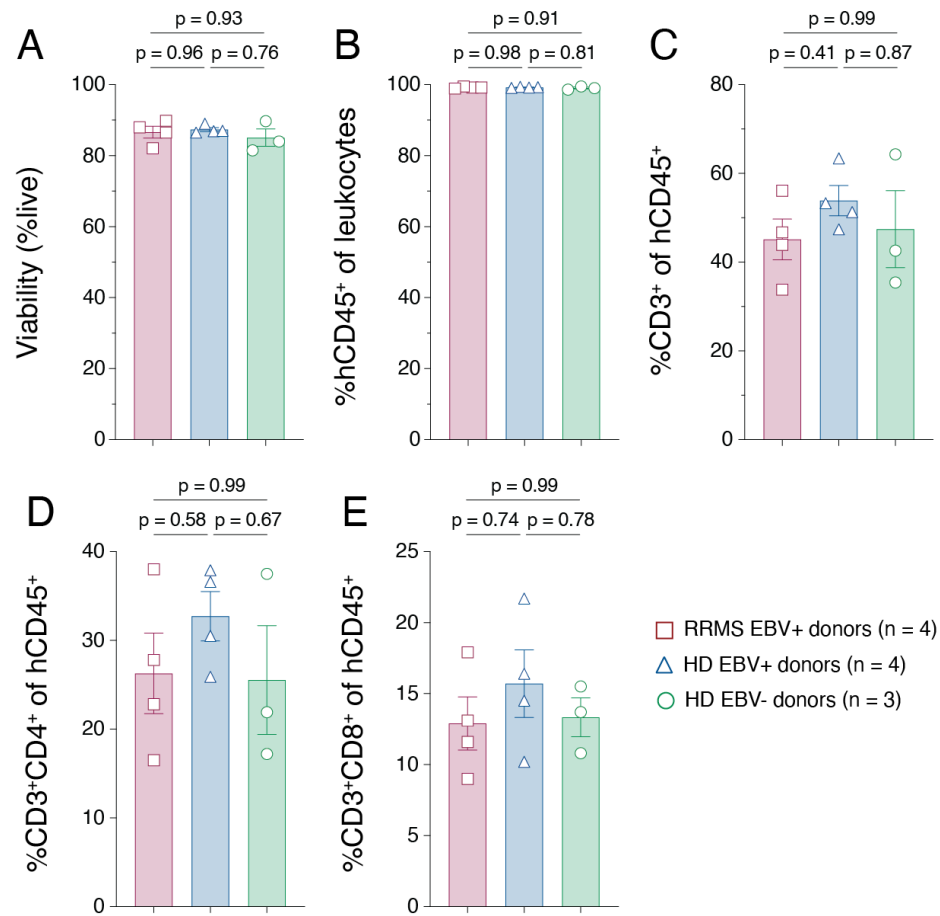 A
p = 0.93
p = 0.96 p = 0.76
Viability (%live)
100
80
60
40
20
0
B
p = 0.91
p = 0.98 p = 0.81
%hCD45⁺ of leukocytes
100
80
60
40
20
0
C
p = 0.99
p = 0.41 p = 0.87
%CD3⁺ of hCD45⁺
80
60
40
20
0
D
p = 0.99
p = 0.58 p = 0.67
%CD3⁺CD4⁺ of hCD45⁺
40
30
20
10
0
E
p = 0.99
p = 0.74 p = 0.78
%CD3⁺CD8⁺ of hCD45⁺
25
20
15
10
5
0
RRMS EBV+ donors (n = 4)
HD EBV+ donors (n = 4)
HD EBV- donors (n = 3)